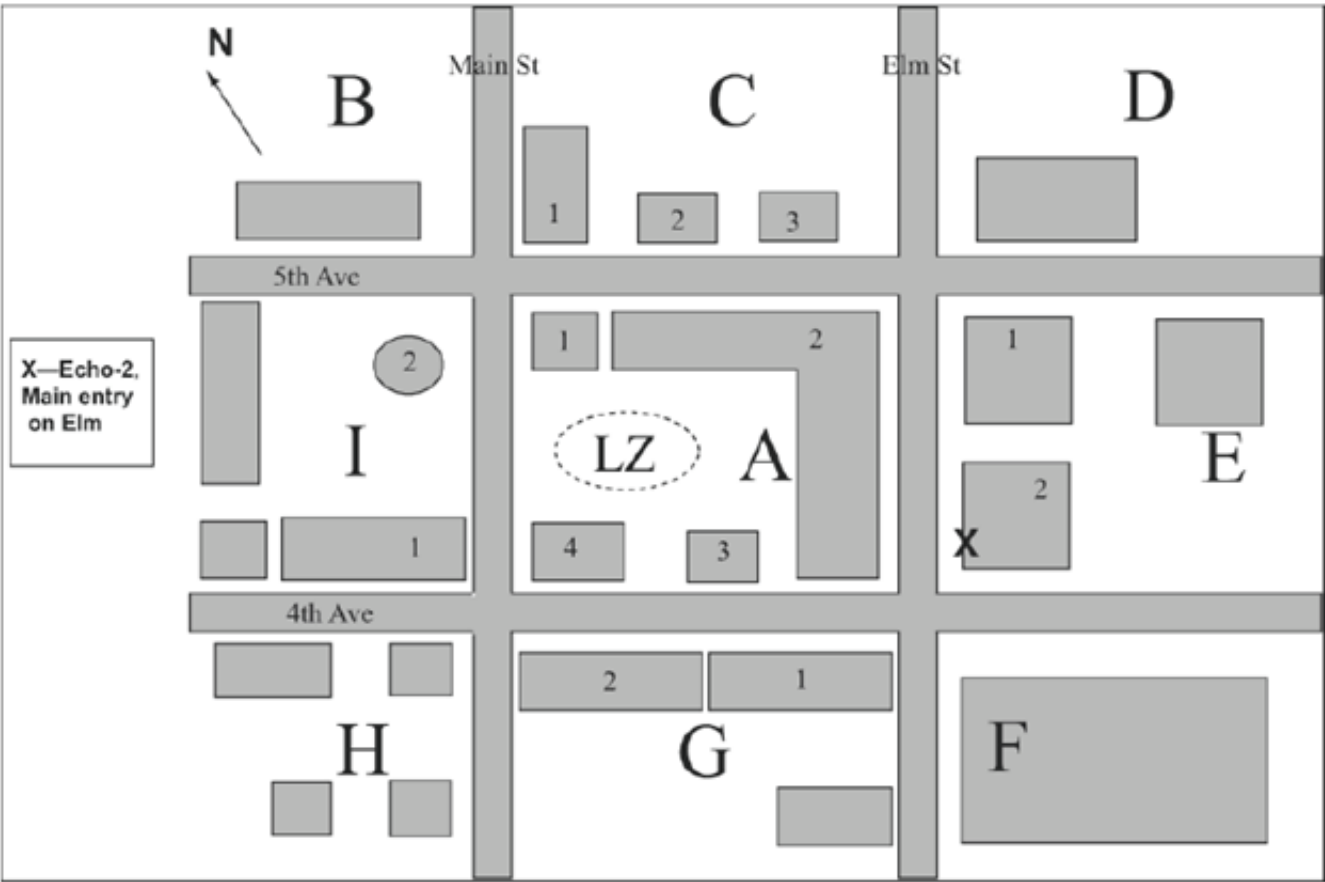 N
Main St
Elm St
B
C
D
1
2
3
5th Ave
X—Echo-2,
Main entry
on Elm
2
I
1
1
2
LZ
A
4
3
1
2
X
E
4th Ave
H
2
1
G
F